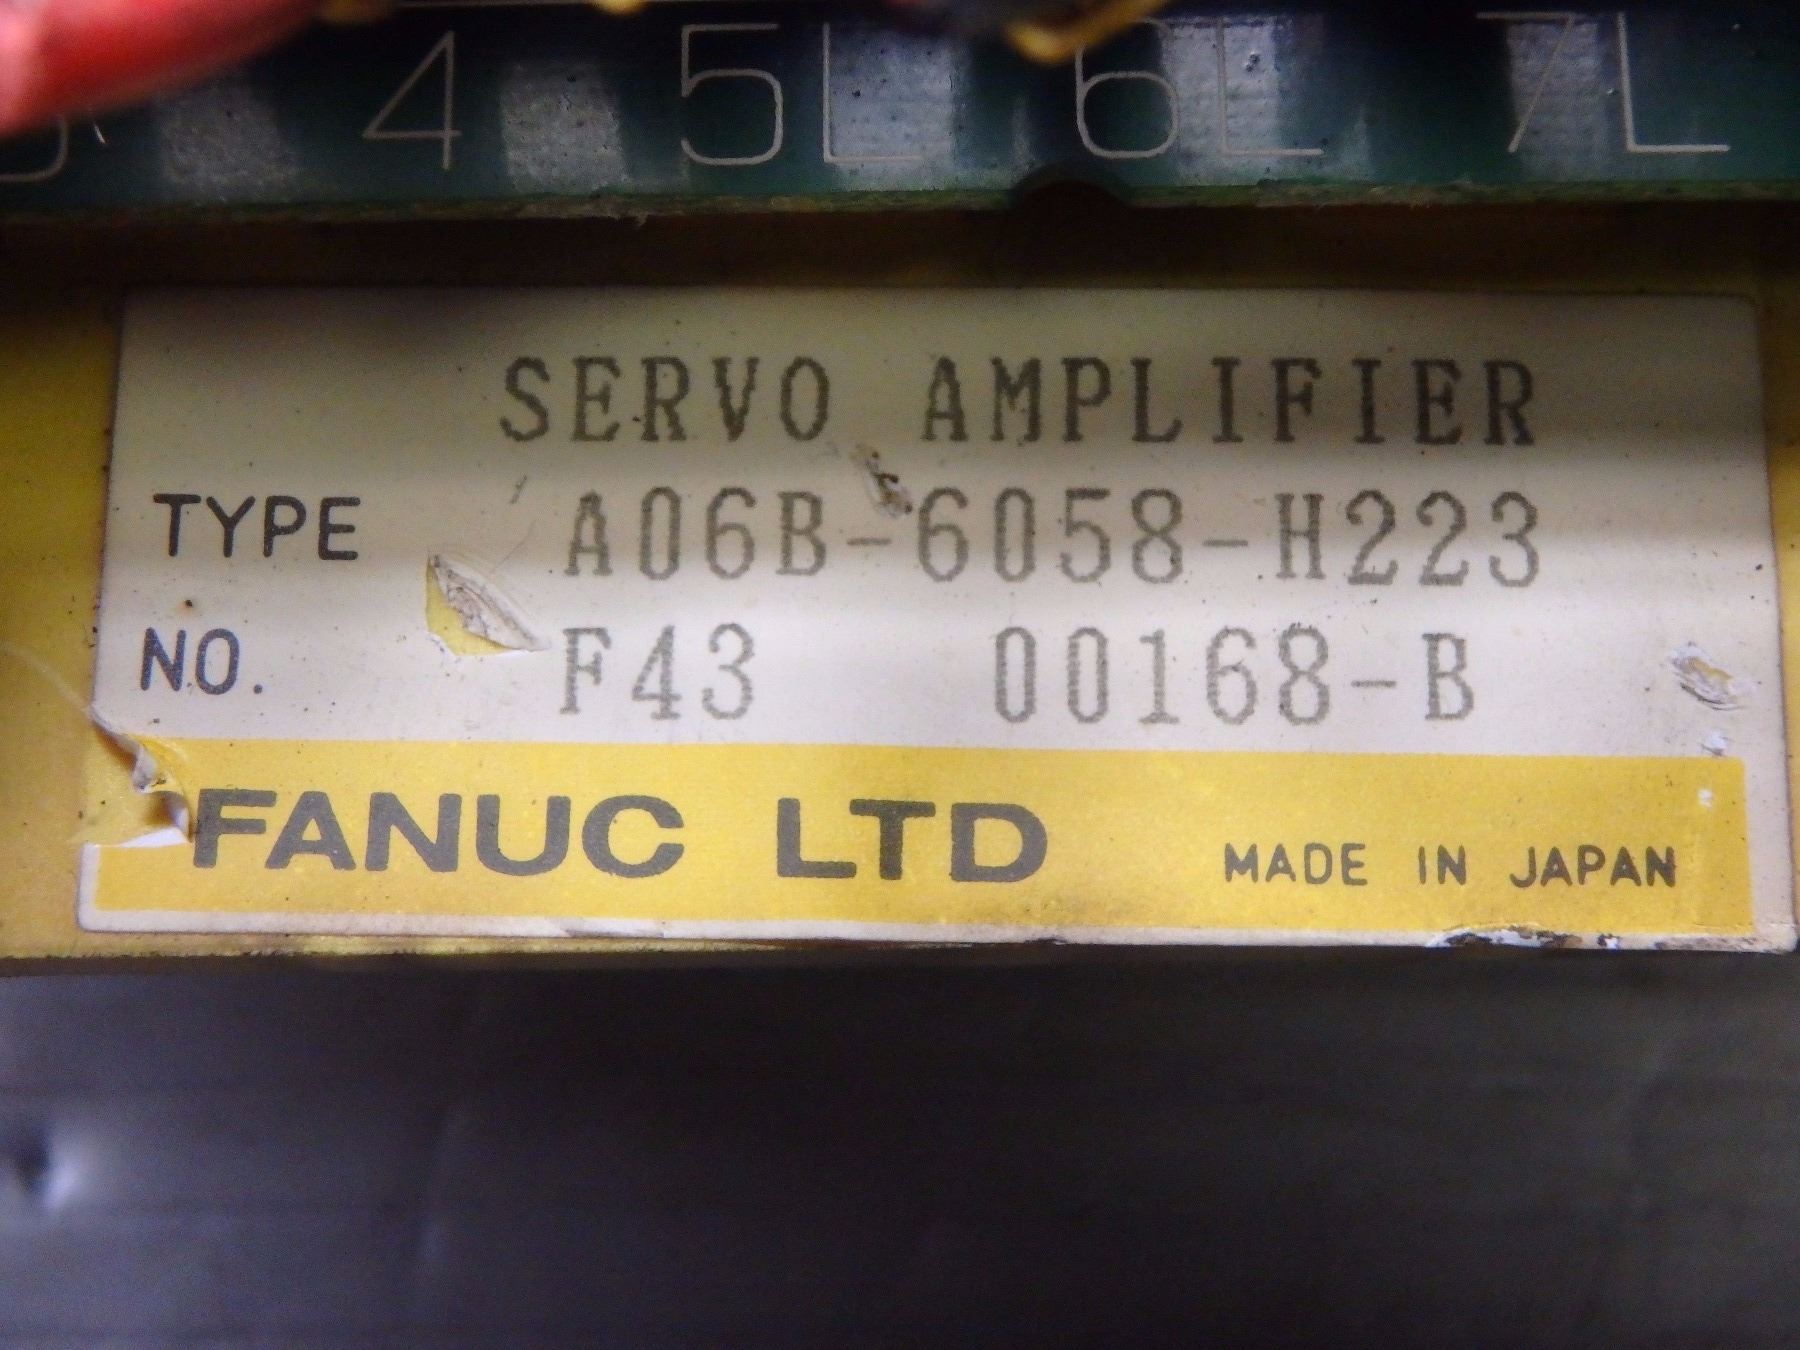 4 5L 6L 7L
SERVO AMPLIFIER
TYPE A06B-6058-H223
NO. F43 00168-B
FANUC LTD MADE IN JAPAN